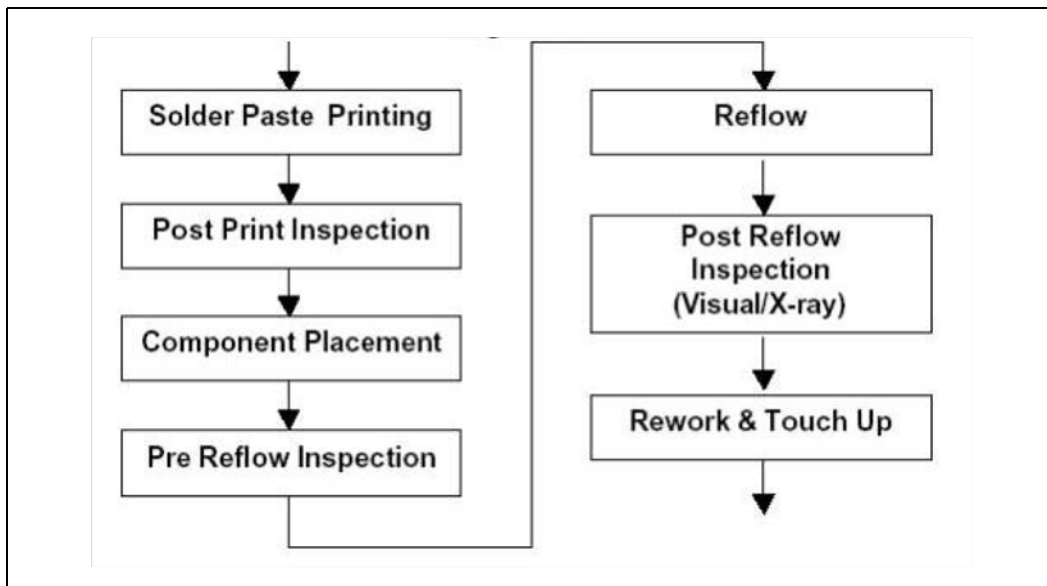 Solder Paste Printing
Post Print Inspection
Component Placement
Pre Reflow Inspection
Reflow
Post Reflow
Inspection
(Visual/X-ray)
Rework & Touch Up